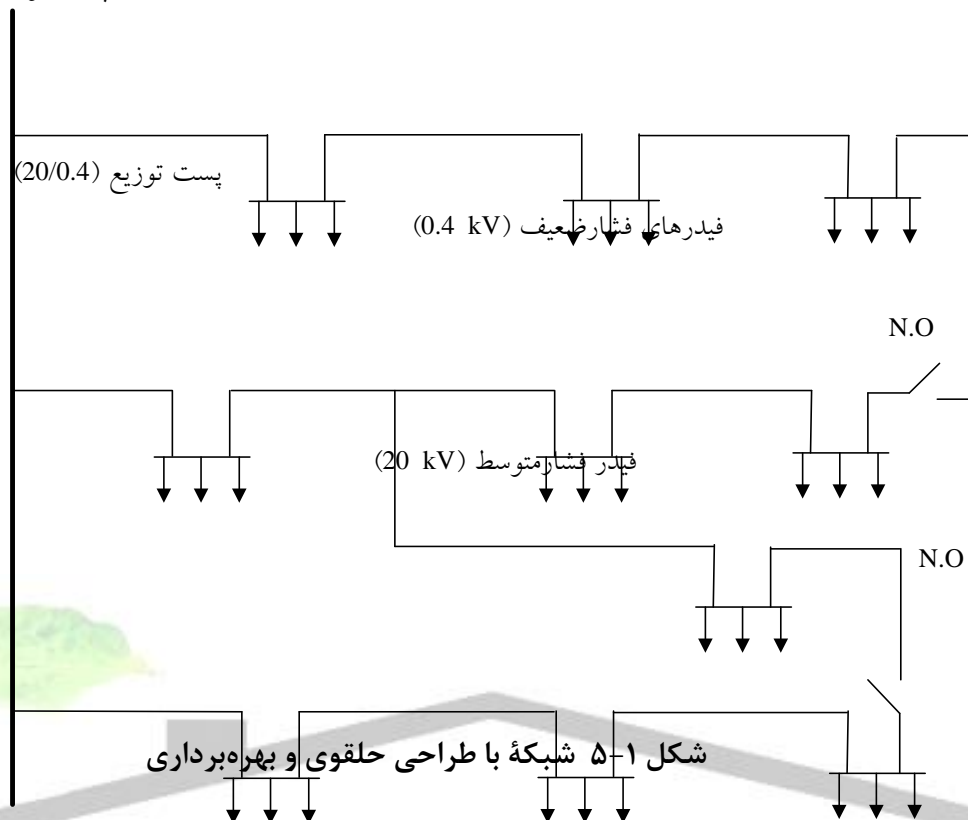 پست توزیع (20/0.4)
فیدرهای فشارضعیف (0.4 kV)
N.O
فیدر فشارمتوسط (20 kV)
N.O
شکل ۱-۵ شبکهٔ با طراحی حلقوی و بهره‌برداری